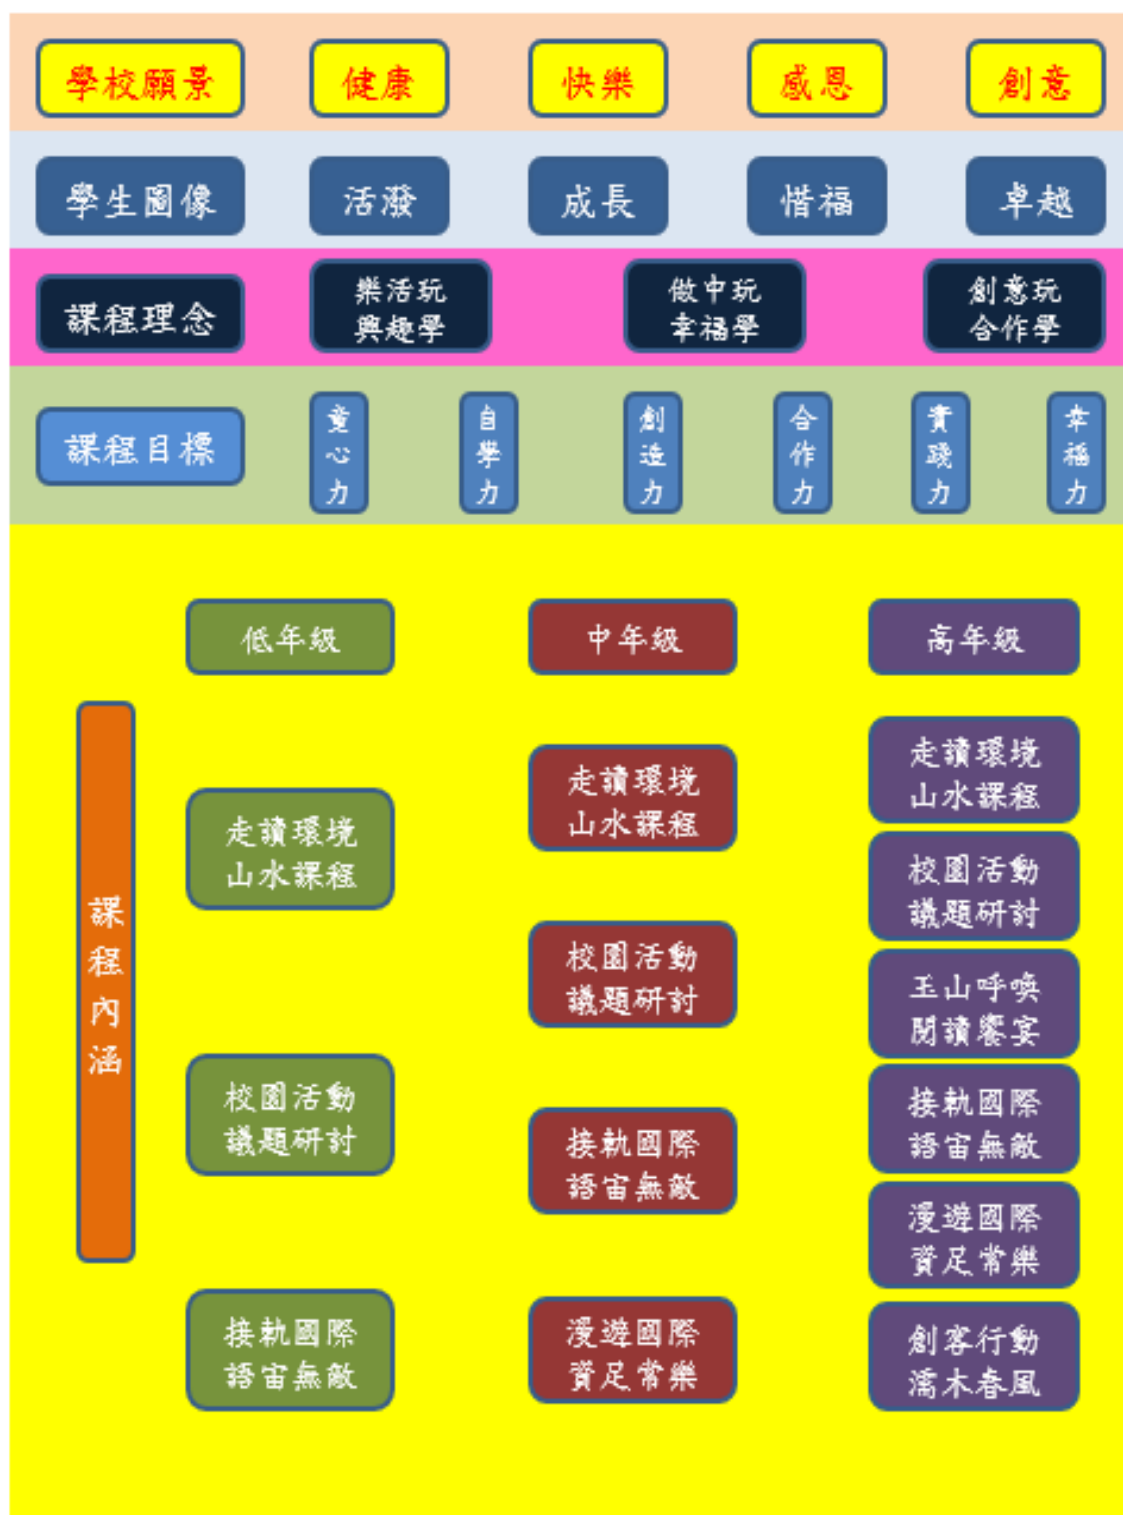 學校願景 健康 快樂 感恩 創意
學生圖像 活潑 成長 惜福 卓越
課程理念
樂活玩
興趣學
做中玩
幸福學
創意玩
合作學
課程目標
童心力
自學力
創造力
合作力
實踐力
幸福力
課程內涵
低年級
走讀環境
山水課程
校園活動
議題研討
接軌國際
語宙無敵
中年級
走讀環境
山水課程
校園活動
議題研討
接軌國際
語宙無敵
漫遊國際
資足常樂
高年級
走讀環境
山水課程
校園活動
議題研討
玉山呼喚
閱讀饗宴
接軌國際
語宙無敵
漫遊國際
資足常樂
創客行動
濡木春風